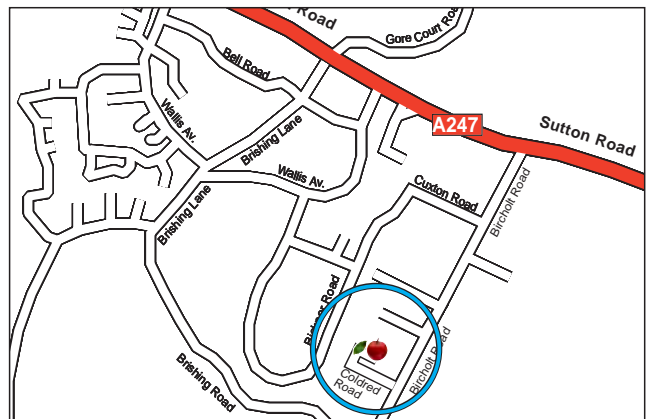 Road
Gore Court Road
Bell Road
A247
Sutton Road
Wallis Av.
Brishing Lane
Wallis Av.
Cuxton Road
Bircholt Road
Brishing Lane
Road
Bircholt Road
Coldred
Road
Brishing Road